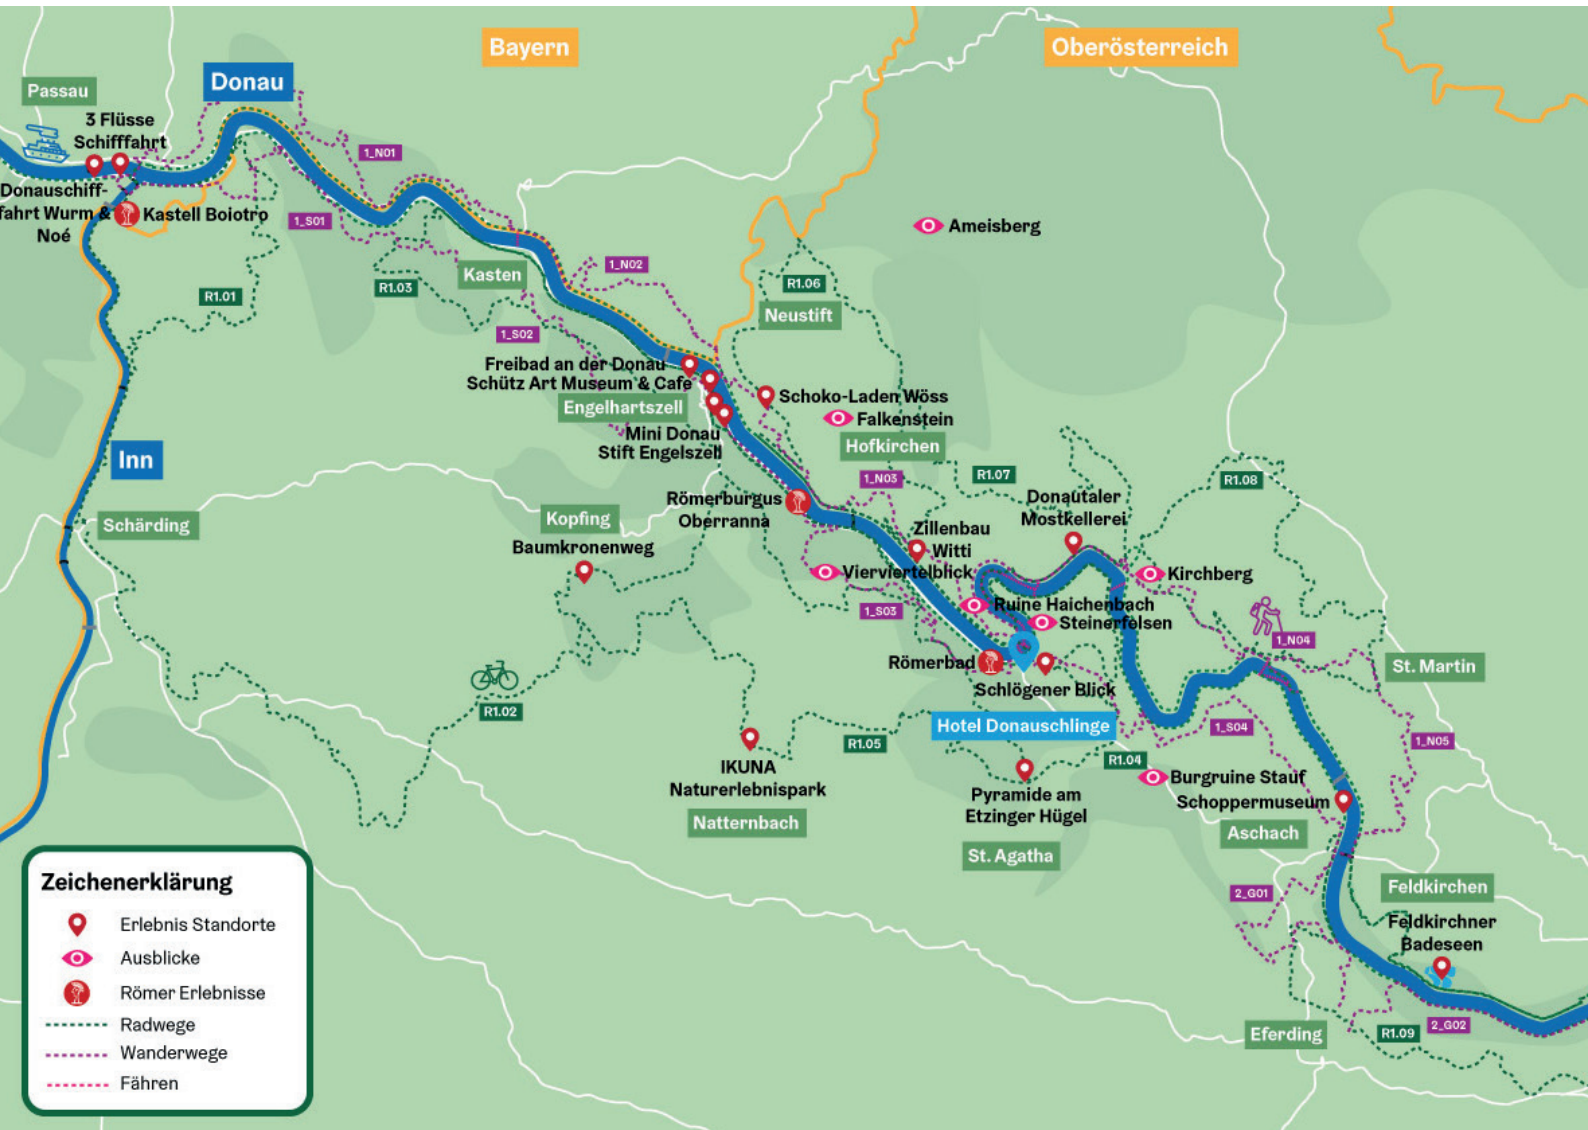 Bayern
Oberösterreich
Passau
Donau
3 Flüsse
Schifffahrt
1_N01
Donauschiff-
fahrt Wurm &
Noé
Kastell Boiotro
1_S01
Ameisberg
Kasten
1_N02
R1.03
R1.01
R1.06
Neustift
1_S02
Freibad an der Donau
Schütz Art Museum & Cafe
Engelhartszell
Schoko-Laden Wöss
Falkenstein
Mini Donau
Stift Engelszell
Hofkirchen
Inn
1_N03
R1.07
R1.08
Römerburgus
Oberranna
Donautaler
Mostkellerei
Schärding
Kopfing
Baumkronenweg
Zillenbau
Witti
Vierviertelblick
Kirchberg
1_S03
Ruine Haichenbach
Steinerfelsen
1_N04
Römerbad
Schlögener Blick
St. Martin
R1.02
Hotel Donauschlinge
1_S04
R1.05
1_N05
R1.04
IKUNA
Naturerlebnispark
Natternbach
Pyramide am
Etzinger Hügel
St. Agatha
Burgruine Stauf
Schoppermuseum
Aschach
2_G01
Feldkirchen
Feldkirchner
Badeseen
Eferding
R1.09
2_G02
Zeichenerklärung
Erlebnis Standorte
Ausblicke
Römer Erlebnisse
Radwege
Wanderwege
Fähren